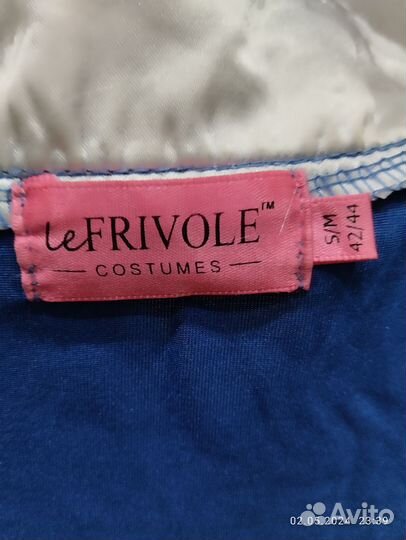 leFRIVOLE™
COSTUMES
S/M
42/44
02.05.2024 23:39
Avito